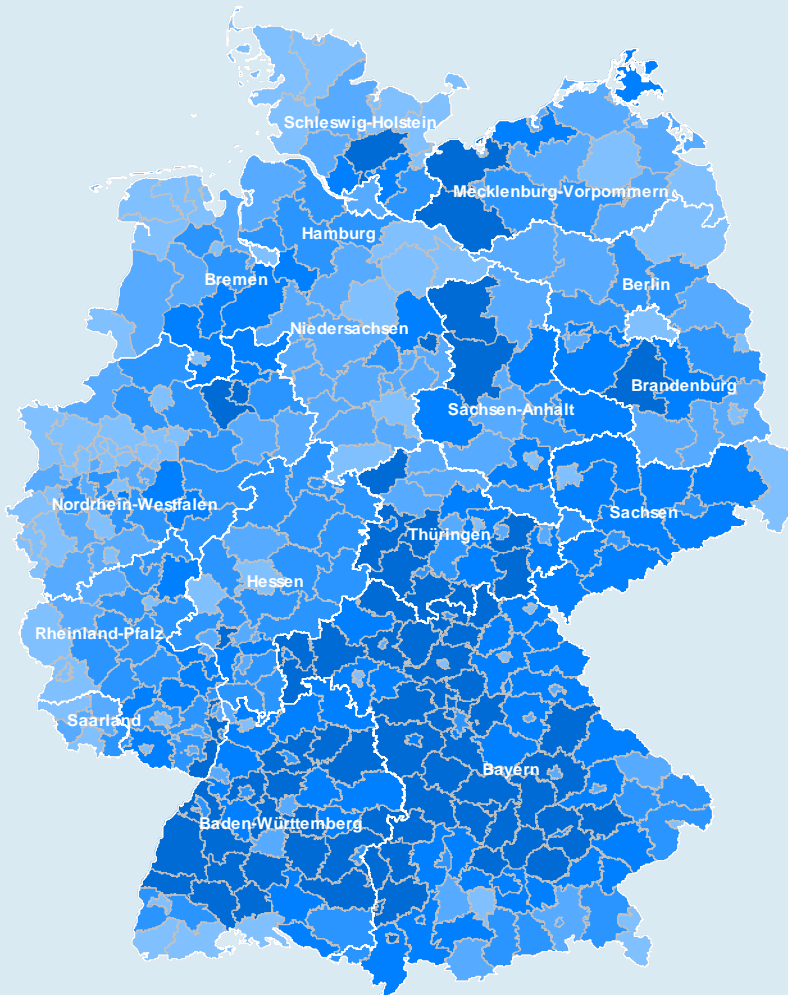 Schleswig-Holstein
Mecklenburg-Vorpommern
Hamburg
Bremen
Berlin
Niedersachsen
Brandenburg
Sachsen-Anhalt
Nordrhein-Westfalen
Sachsen
Thüringen
Hessen
Rheinland-Pfalz
Saarland
Bayern
Baden-Württemberg